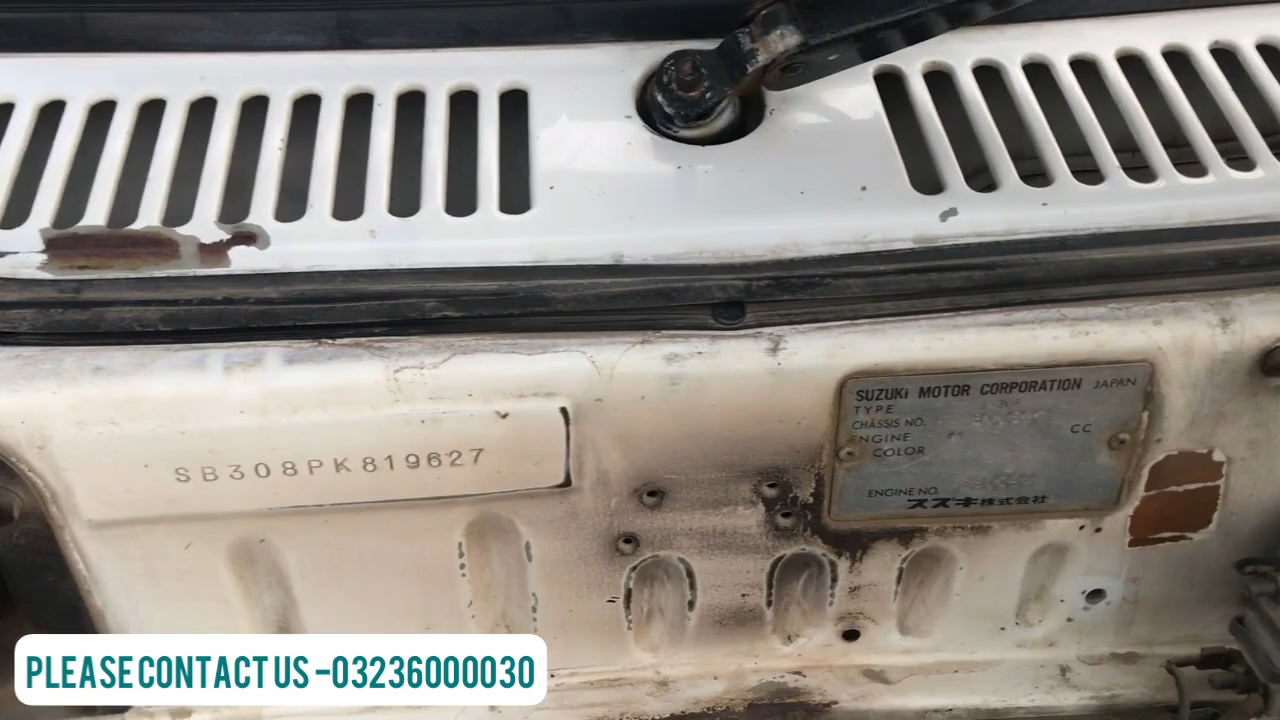 SB308PK819627
SUZUKI MOTOR CORPORATION JAPAN
TYPE
CHASSIS NO.
ENGINE CC
COLOR
ENGINE NO.
スズキ株式会社
PLEASE CONTACT US -03236000030